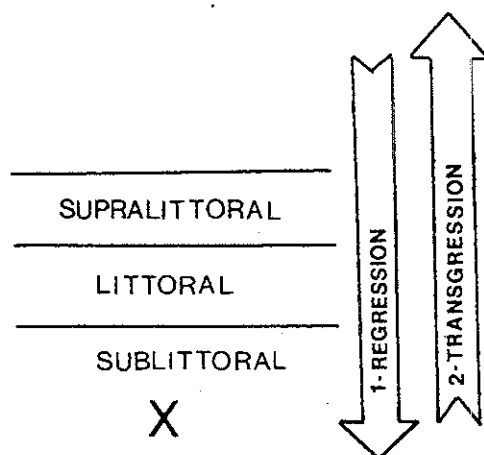 SUPRALITTORAL
LITTORAL
SUBLITTORAL
X
1-REGRESSION
2-TRANSGRESSION